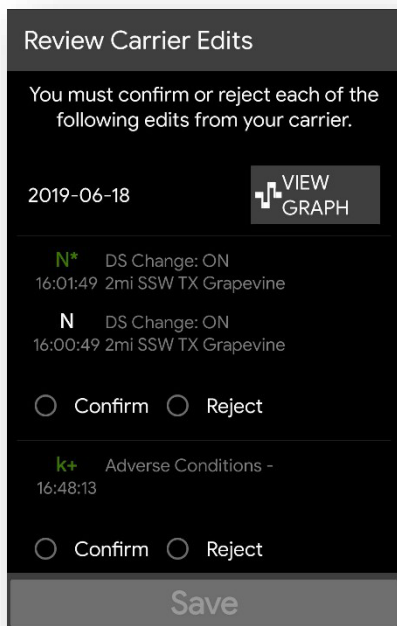 Review Carrier Edits
You must confirm or reject each of the
following edits from your carrier.
2019-06-18
VIEW
GRAPH
N* DS Change: ON
16:01:49 2mi SSW TX Grapevine
N DS Change: ON
16:00:49 2mi SSW TX Grapevine
Confirm Reject
k+ Adverse Conditions -
16:48:13
Confirm Reject
Save